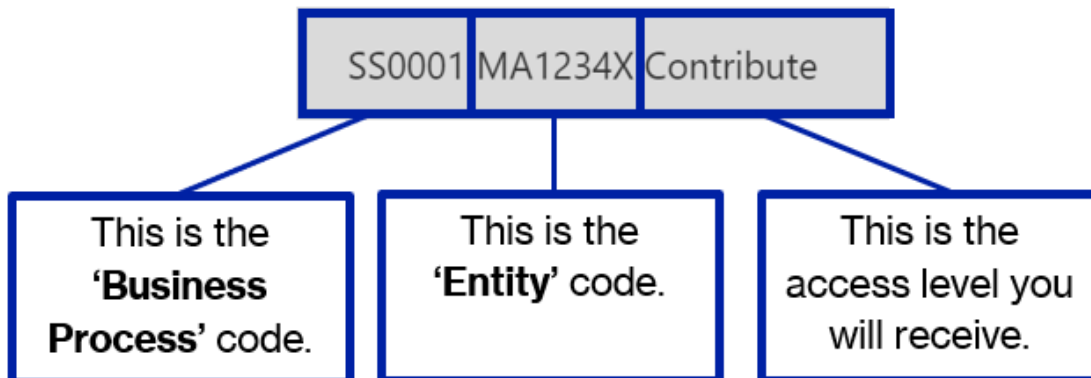 SS0001 MA1234X Contribute
This is the
‘Business
Process’ code.
This is the
‘Entity’ code.
This is the
access level you
will receive.